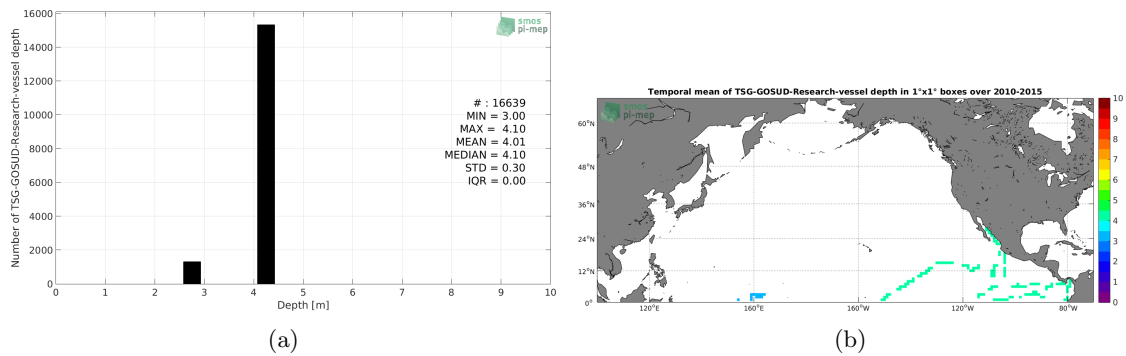 16000
14000
12000
10000
8000
6000
4000
2000
0
Number of TSG-GOSUD-Research-vessel depth
smos
pi-mep
# : 16639
MIN = 3.00
MAX = 4.10
MEAN = 4.01
MEDIAN = 4.10
STD = 0.30
IQR = 0.00
0 1 2 3 4 5 6 7 8 9 10
Depth [m]
(a)
Temporal mean of TSG-GOSUD-Research-vessel depth in 1°x1° boxes over 2010-2015
smos
pi-mep
60°N
48°N
36°N
24°N
12°N
0°
120°E 160°E 160°W 120°W 80°W
10
9
8
7
6
5
4
3
2
1
0
(b)